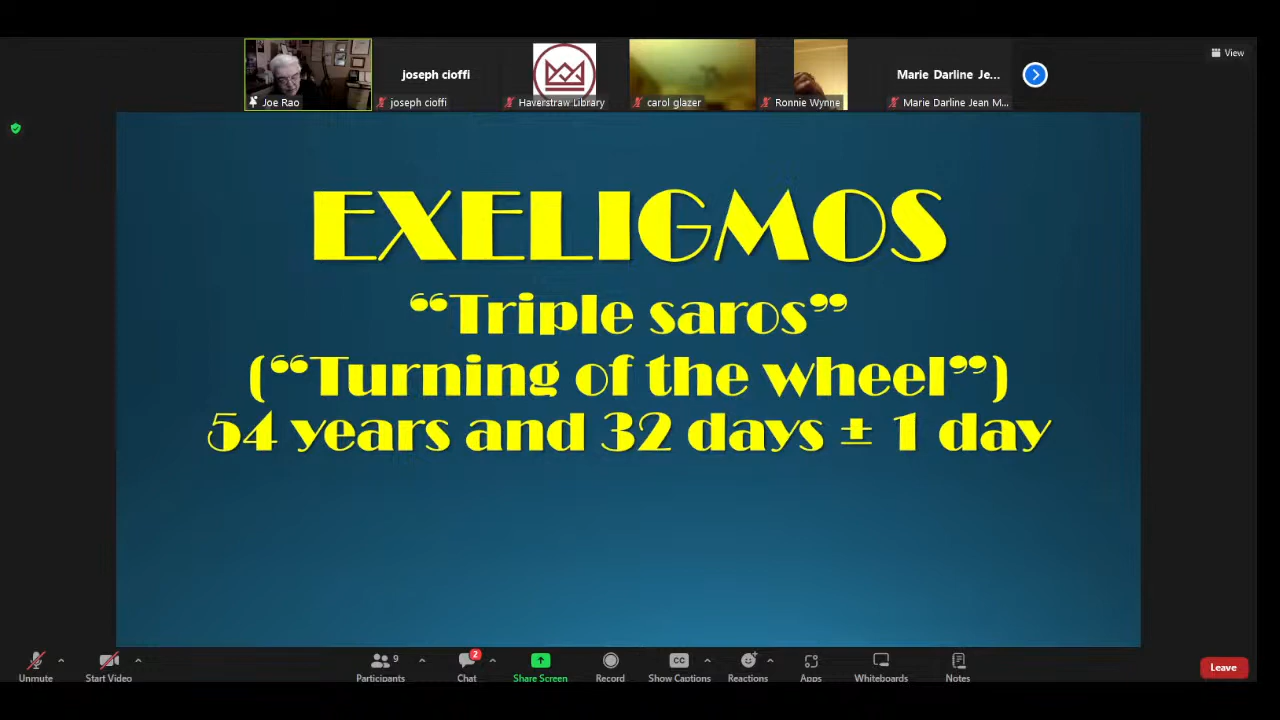 View
joseph cioffi
Marie Darline Je...
Joe Rao
joseph cioffi
Haverstraw Library
carol glazer
Ronnie Wynne
Marie Darline Jean M...
EXELIGMOS
“Triple saros”
(“Turning of the wheel”)
54 years and 32 days ± 1 day
9
2
CC
Unmute
Start Video
Participants
Chat
Share Screen
Record
Show Captions
Reactions
Apps
Whiteboards
Notes
Leave